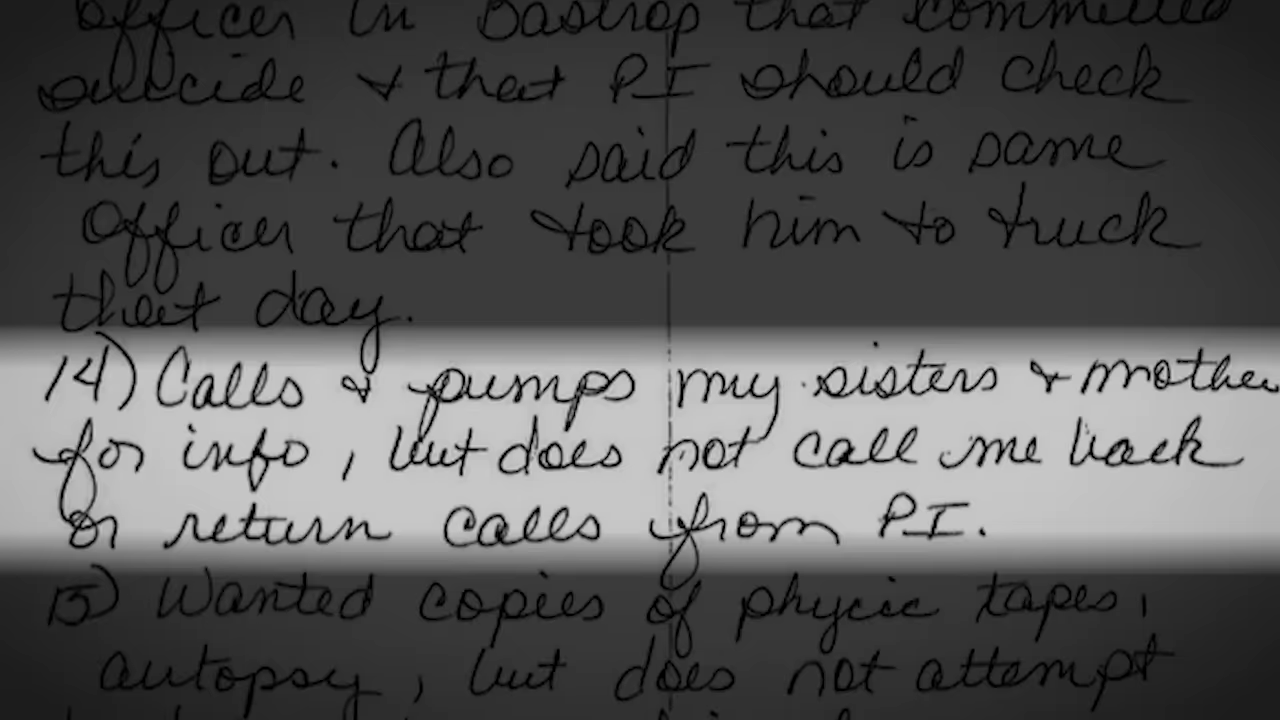 officer in Bastrop that committed
suicide & that PI should check
this out. Also said this is same
officer that took him to truck
that day.
14) Calls & pumps my sisters & mother
for info, but does not call me back
or return calls from PI.
15) Wanted copies of phycic tapes,
autopsy, but does not attempt